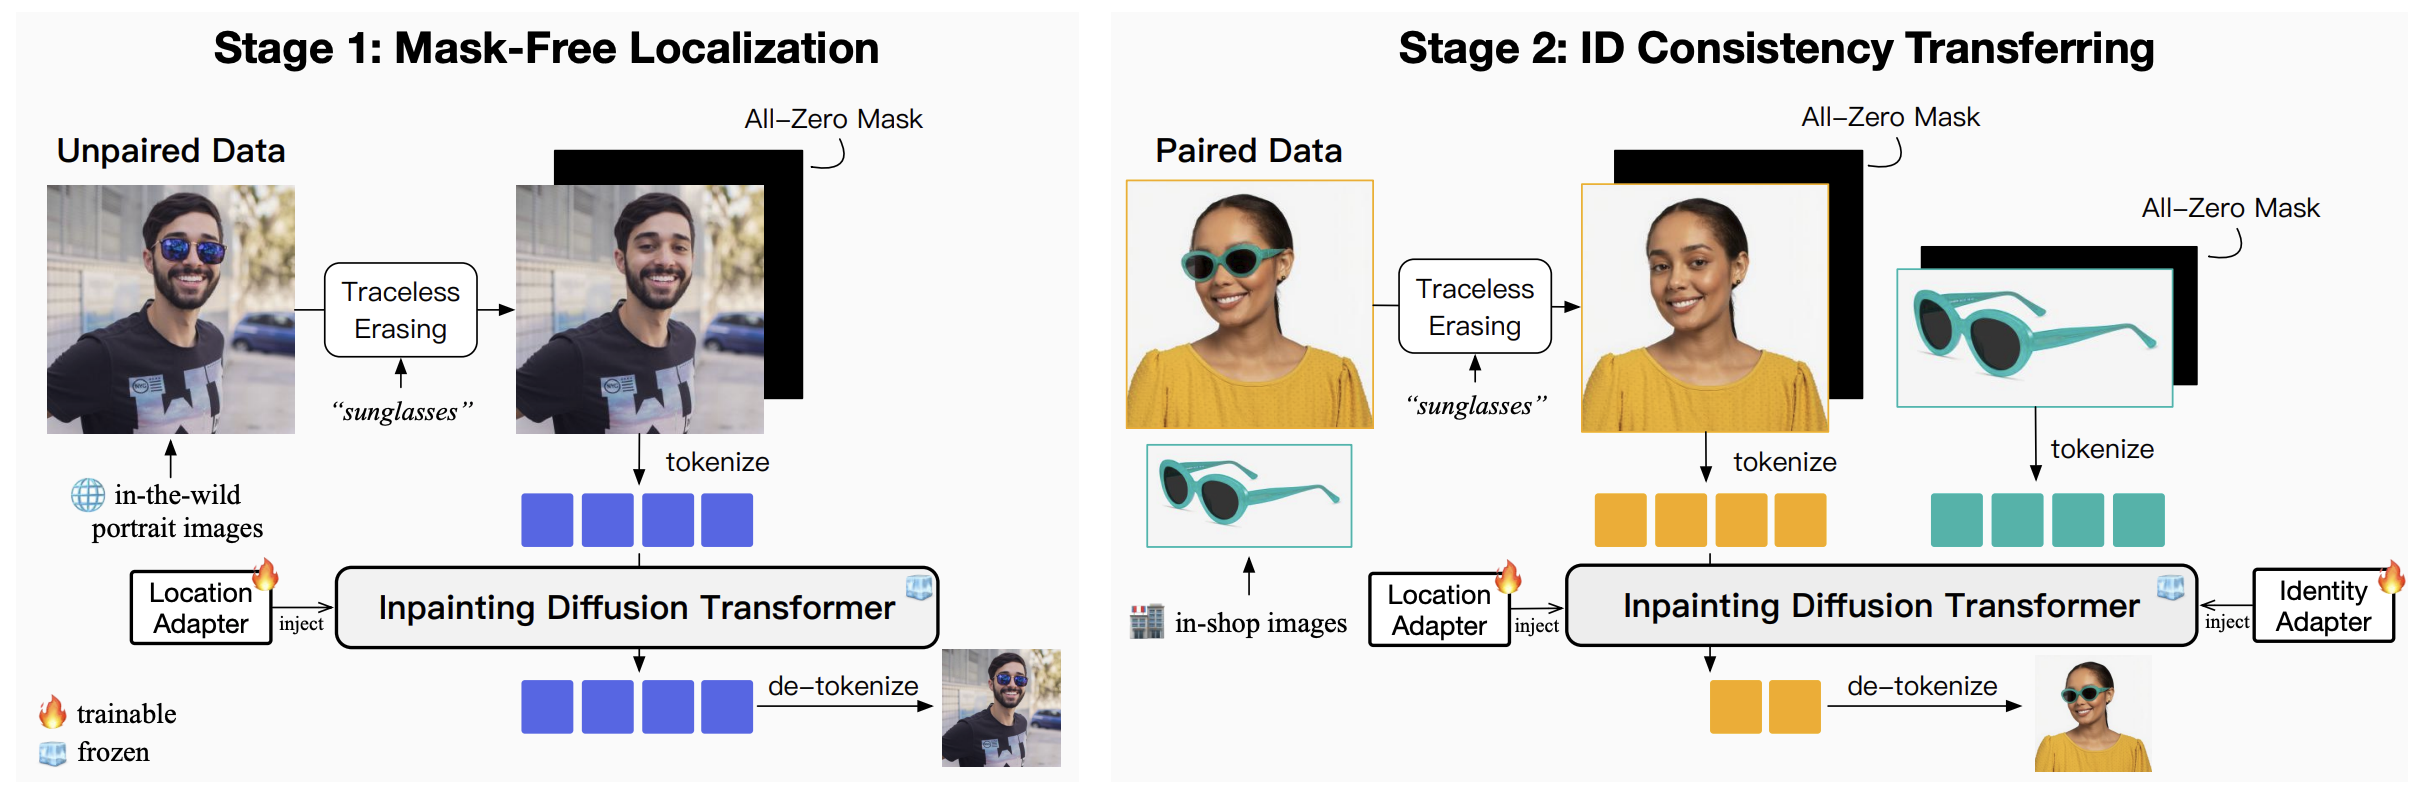 Stage 1: Mask-Free Localization
All-Zero Mask
Unpaired Data
Traceless
Erasing
“sunglasses”
tokenize
in-the-wild
portrait images
Location
Adapter
inject
Inpainting Diffusion Transformer
de-tokenize
trainable
frozen
Stage 2: ID Consistency Transferring
All-Zero Mask
Paired Data
All-Zero Mask
Traceless
Erasing
“sunglasses”
tokenize
tokenize
in-shop images
Location
Adapter
inject
Inpainting Diffusion Transformer
inject
Identity
Adapter
de-tokenize